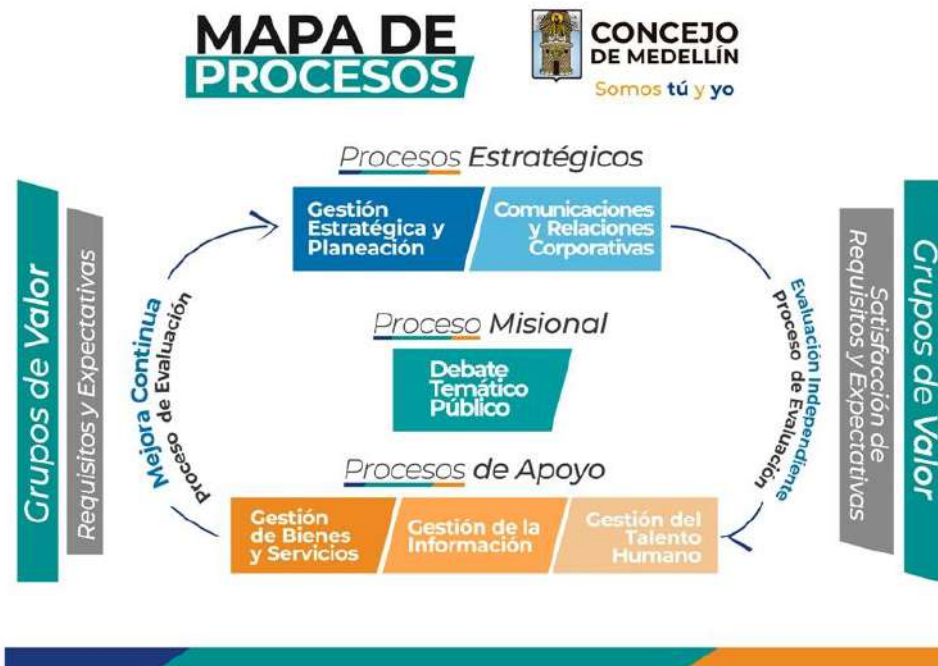 MAPA DE
PROCESOS
CONCEJO
DE MEDELLÍN
Somos tú y yo
Procesos Estratégicos
Gestión
Estratégica y
Planeación
Comunicaciones
y Relaciones
Corporativas
Grupos de Valor
Requisitos y Expectativas
Mejora Continua
Proceso de Evaluación
Proceso Misional
Debate
Temático
Público
Evaluación Independiente
Proceso de Evaluación
Satisfacción de
Requisitos y Expectativas
Grupos de Valor
Procesos de Apoyo
Gestión
de Bienes
y Servicios
Gestión de la
Información
Gestión del
Talento
Humano